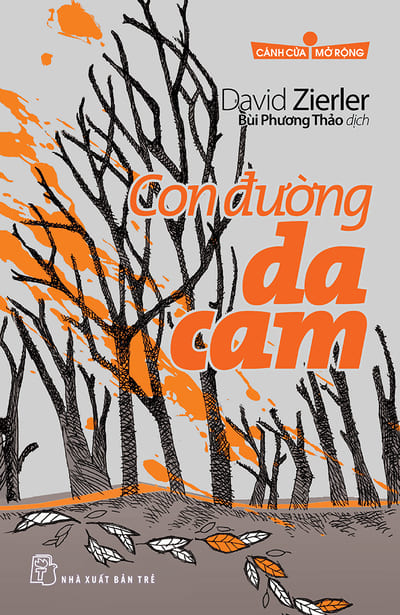 CÁNH CỬA MỞ RỘNG
David Zierler
Bùi Phương Thảo dịch
Con đường
da
cam
NHÀ XUẤT BẢN TRẺ